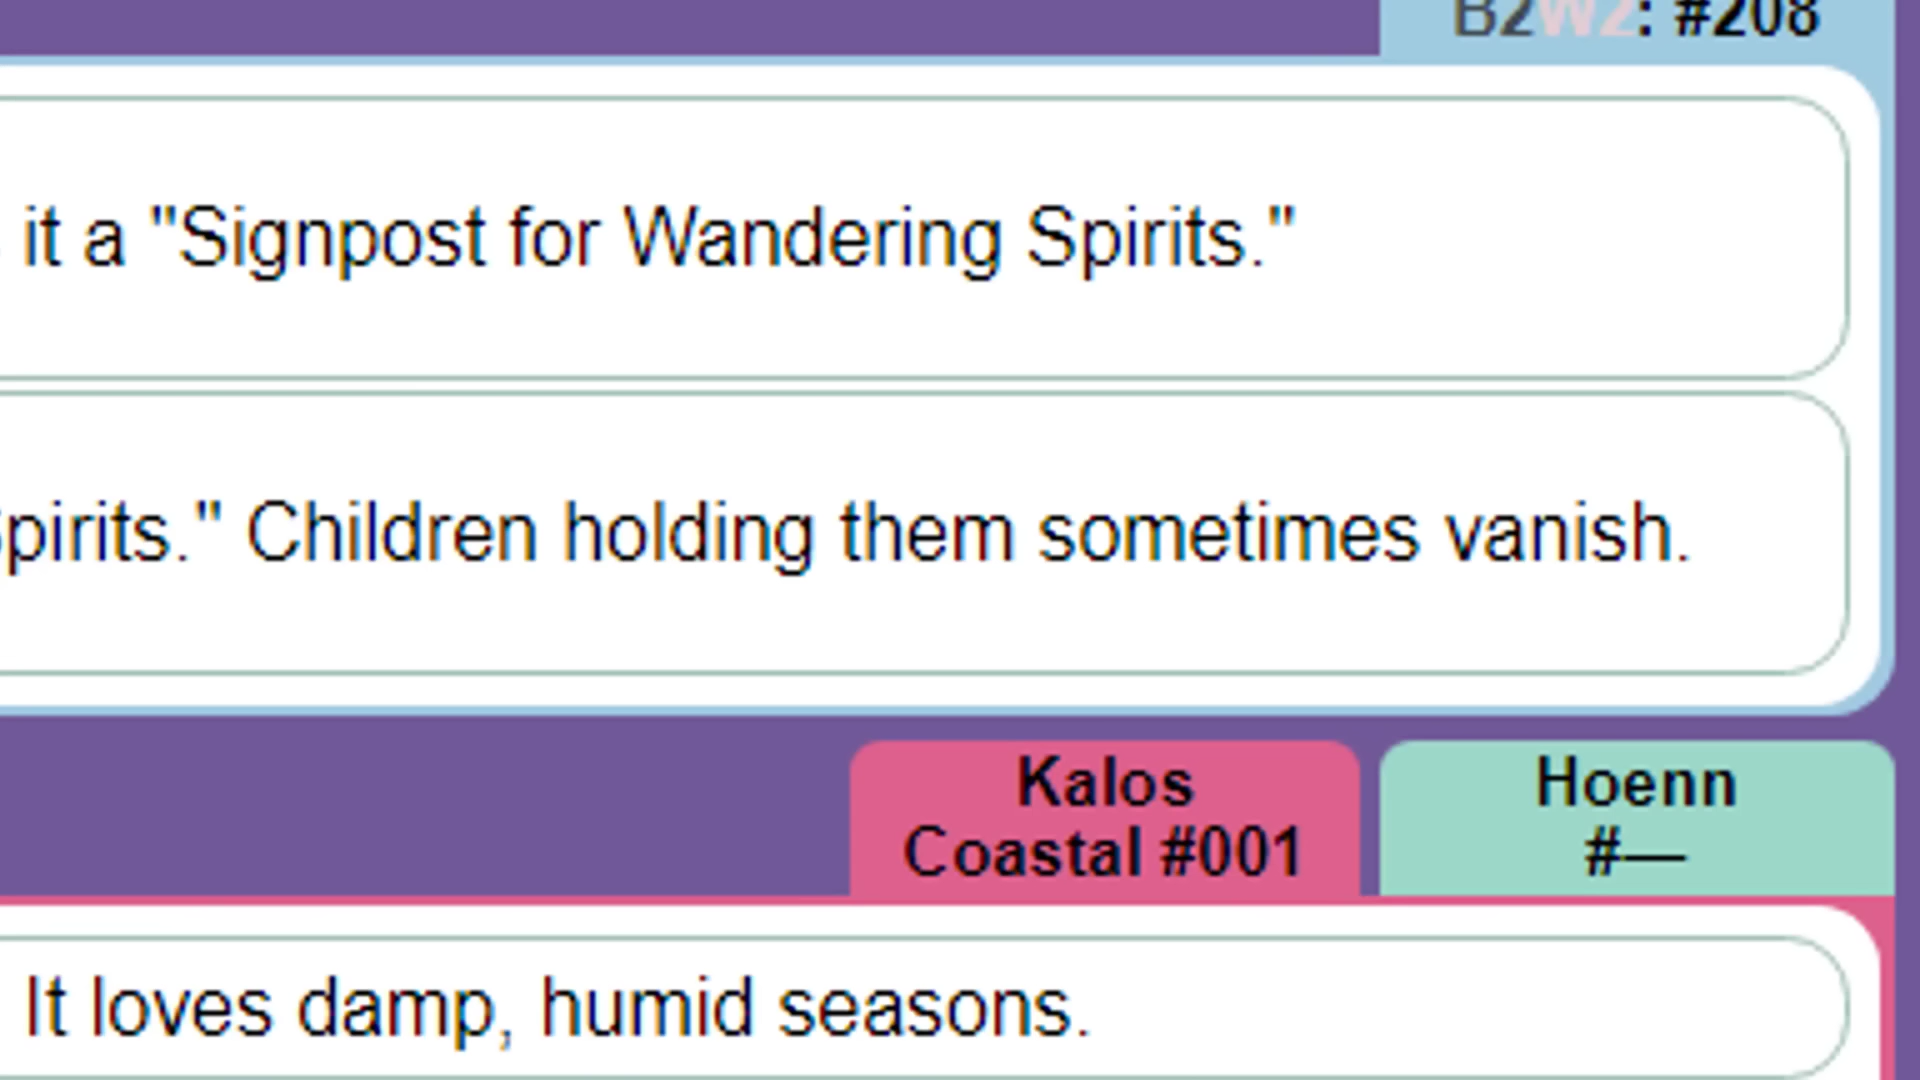 B2W2: #208
it a "Signpost for Wandering Spirits."
Spirits." Children holding them sometimes vanish.
Kalos
Coastal #001
Hoenn
#—
It loves damp, humid seasons.